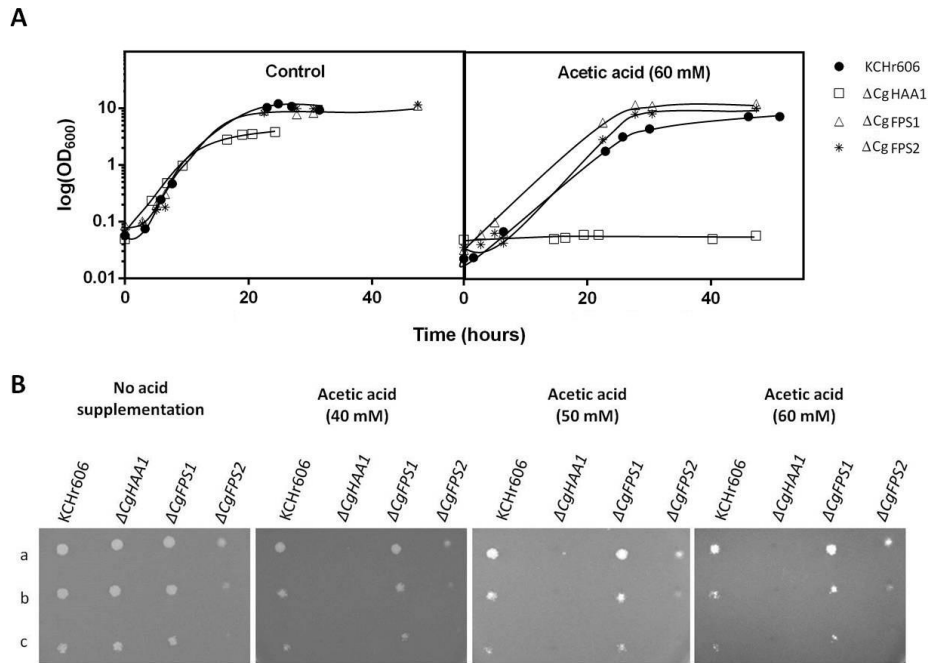 A
Control
Acetic acid (60 mM)
KCHr606
ΔCgHAA1
ΔCgFPS1
ΔCgFPS2
log(OD600)
100
10
1
0.1
0.01
0 20 40
0 20 40
Time (hours)
B
No acid
supplementation
Acetic acid
(40 mM)
Acetic acid
(50 mM)
Acetic acid
(60 mM)
KCHr606 ΔCgHAA1 ΔCgFPS1 ΔCgFPS2
KCHr606 ΔCgHAA1 ΔCgFPS1 ΔCgFPS2
KCHr606 ΔCgHAA1 ΔCgFPS1 ΔCgFPS2
KCHr606 ΔCgHAA1 ΔCgFPS1 ΔCgFPS2
a
b
c